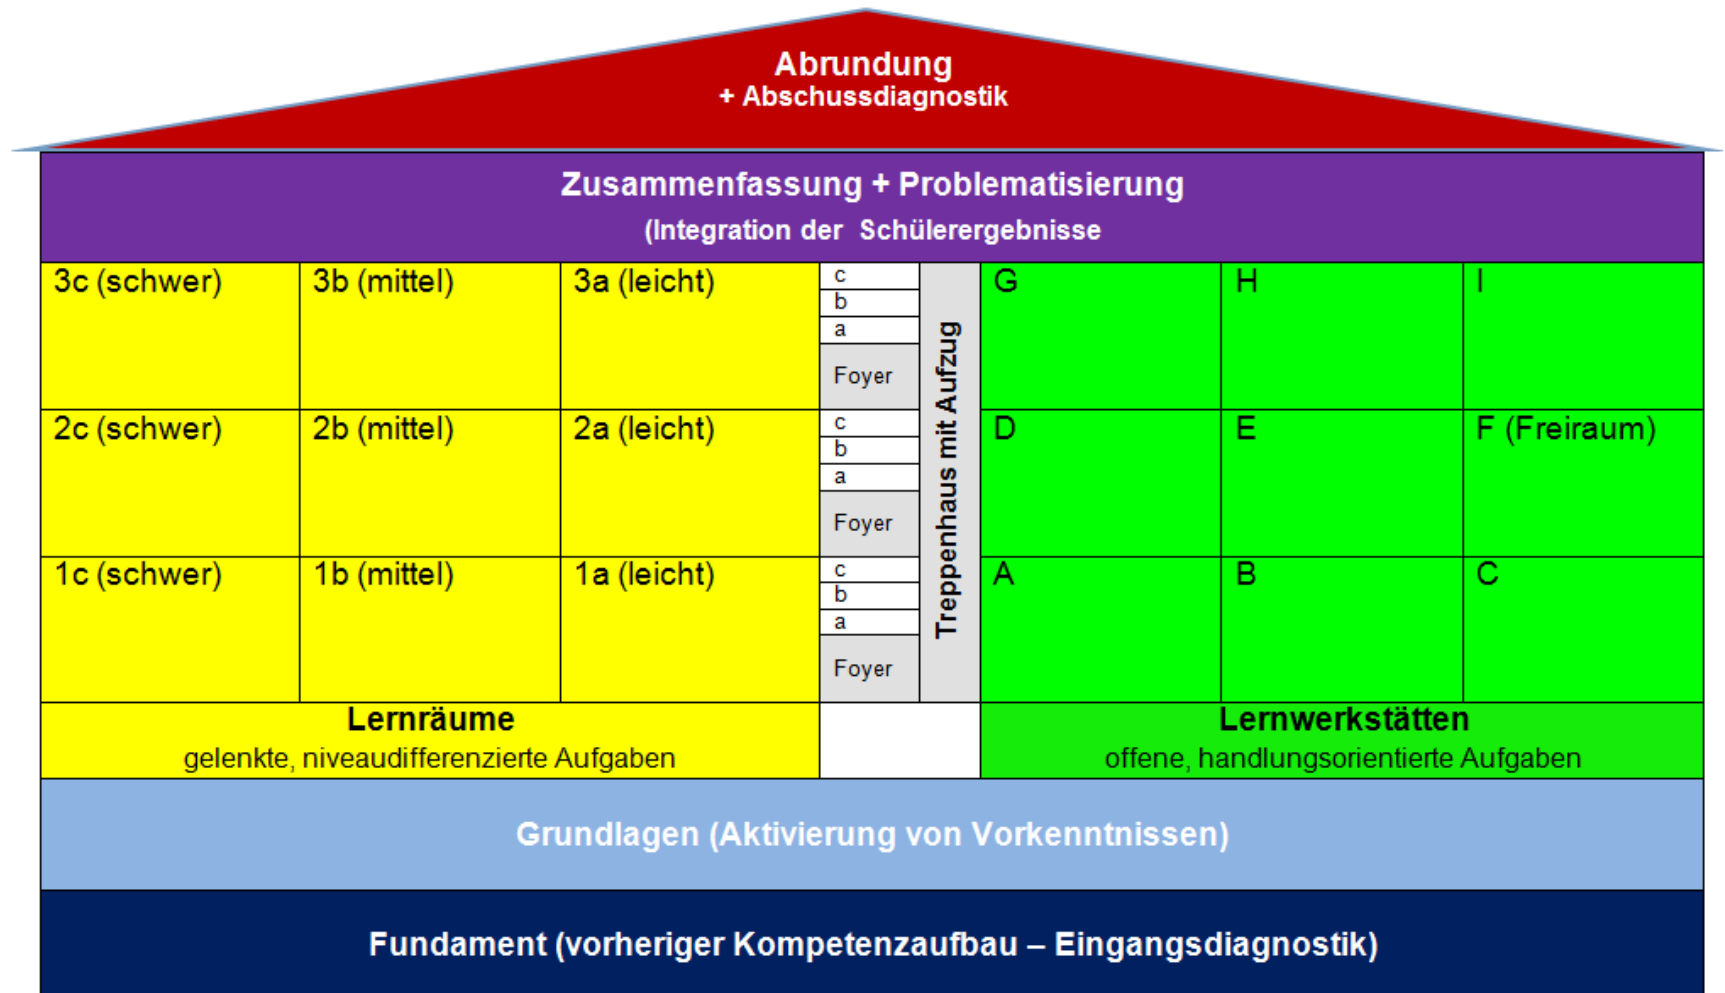 Abrundung
+ Abschussdiagnostik
Zusammenfassung + Problematisierung
(Integration der Schülerergebnisse
3c (schwer)
3b (mittel)
3a (leicht)
c
b
a
Foyer
Treppenhaus mit Aufzug
G
H
I
2c (schwer)
2b (mittel)
2a (leicht)
c
b
a
Foyer
D
E
F (Freiraum)
1c (schwer)
1b (mittel)
1a (leicht)
c
b
a
Foyer
A
B
C
Lernräume
gelenkte, niveaudifferenzierte Aufgaben
Lernwerkstätten
offene, handlungsorientierte Aufgaben
Grundlagen (Aktivierung von Vorkenntnissen)
Fundament (vorheriger Kompetenzaufbau – Eingangsdiagnostik)